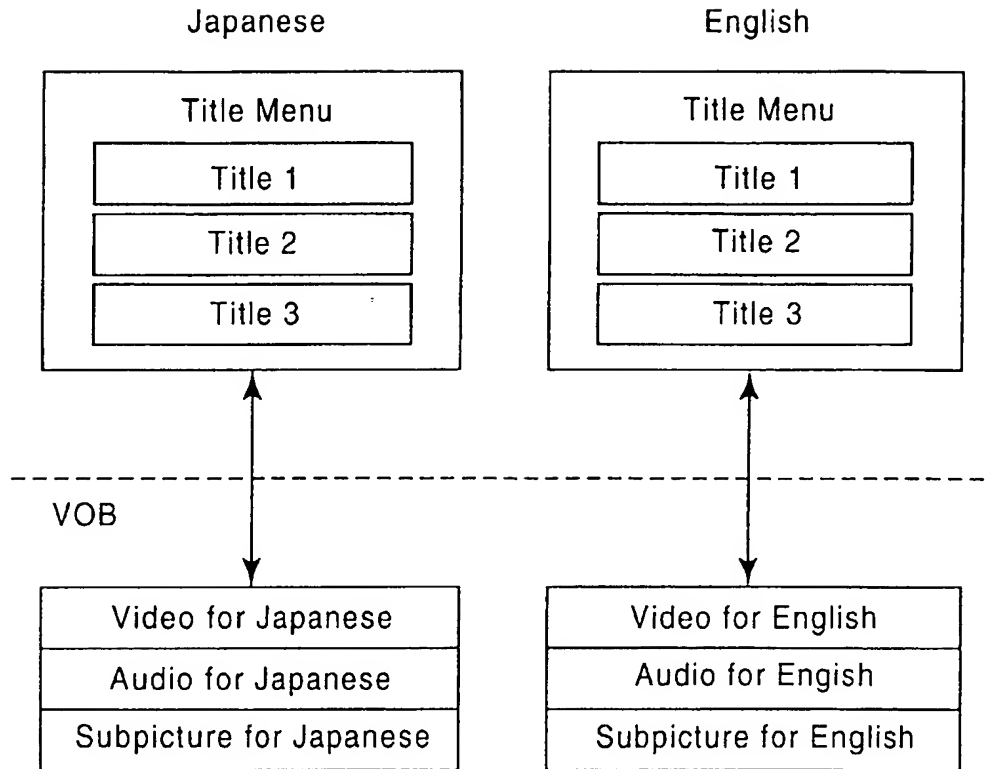 Japanese
English
Title Menu
Title 1
Title 2
Title 3
Title Menu
Title 1
Title 2
Title 3
VOB
Video for Japanese
Audio for Japanese
Subpicture for Japanese
Video for English
Audio for Engish
Subpicture for English